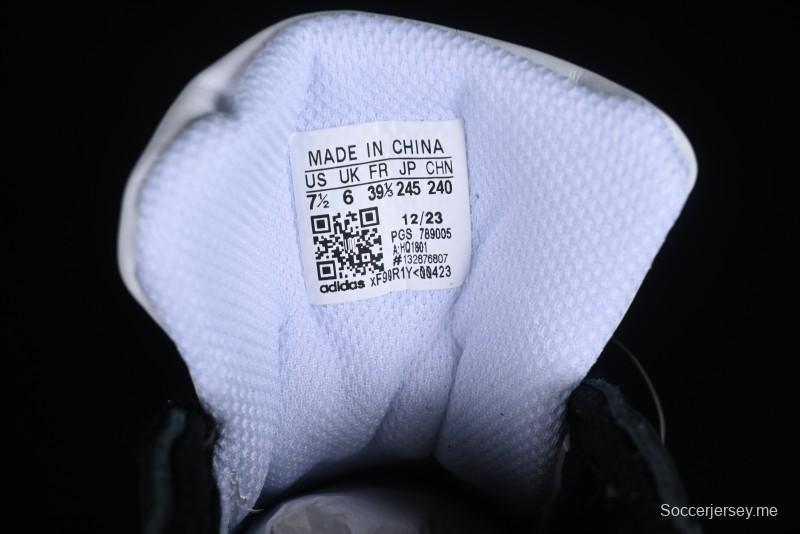 MADE IN CHINA
US UK FR JP CHN
7½ 6 39⅓ 245 240
12/23
PGS 789005
A:HQ1801
#132876807
adidas xF90R1Y<00423
Soccerjersey.me